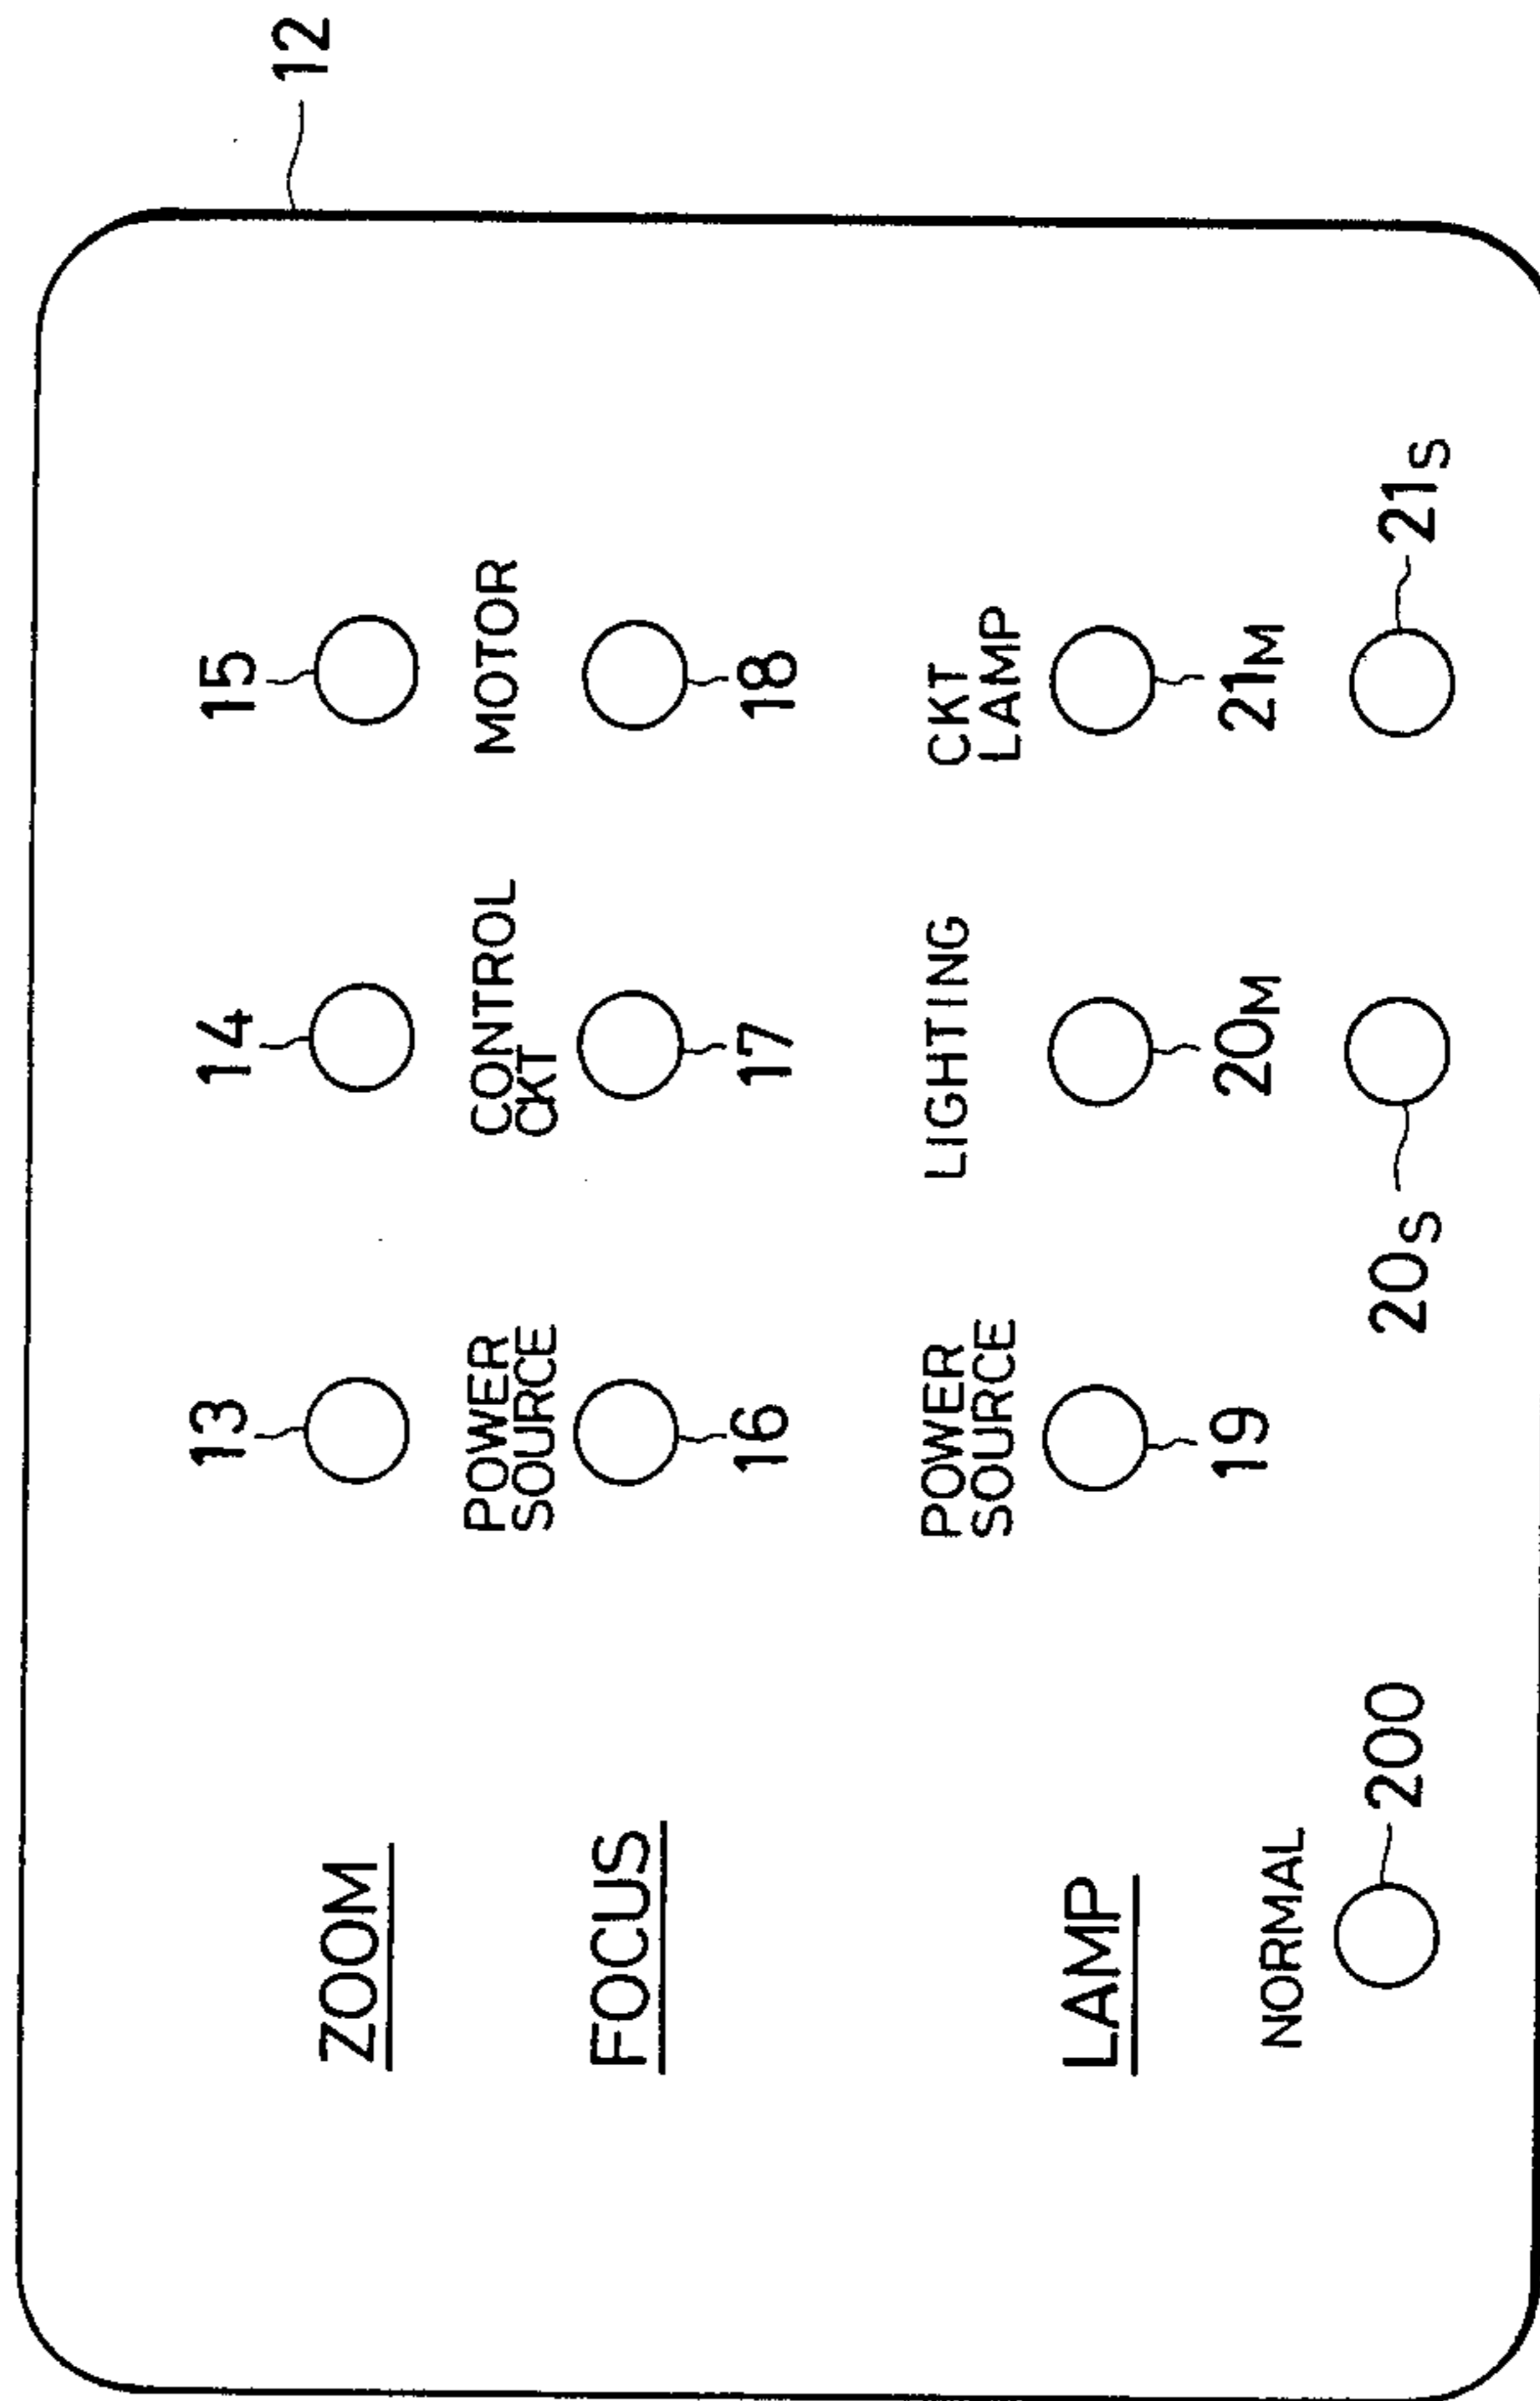 12
13 14 15
ZOOM
POWER SOURCE CONTROL CKT MOTOR
FOCUS
16 17 18
POWER SOURCE LIGHTING CKT LAMP
LAMP
19 20M 21M
NORMAL
200 20S 21S